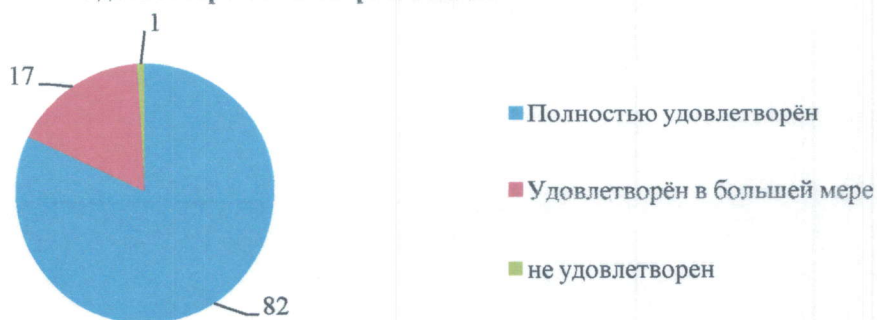 1
17
Полностью удовлетворён
Удовлетворён в большей мере
не удовлетворен
82